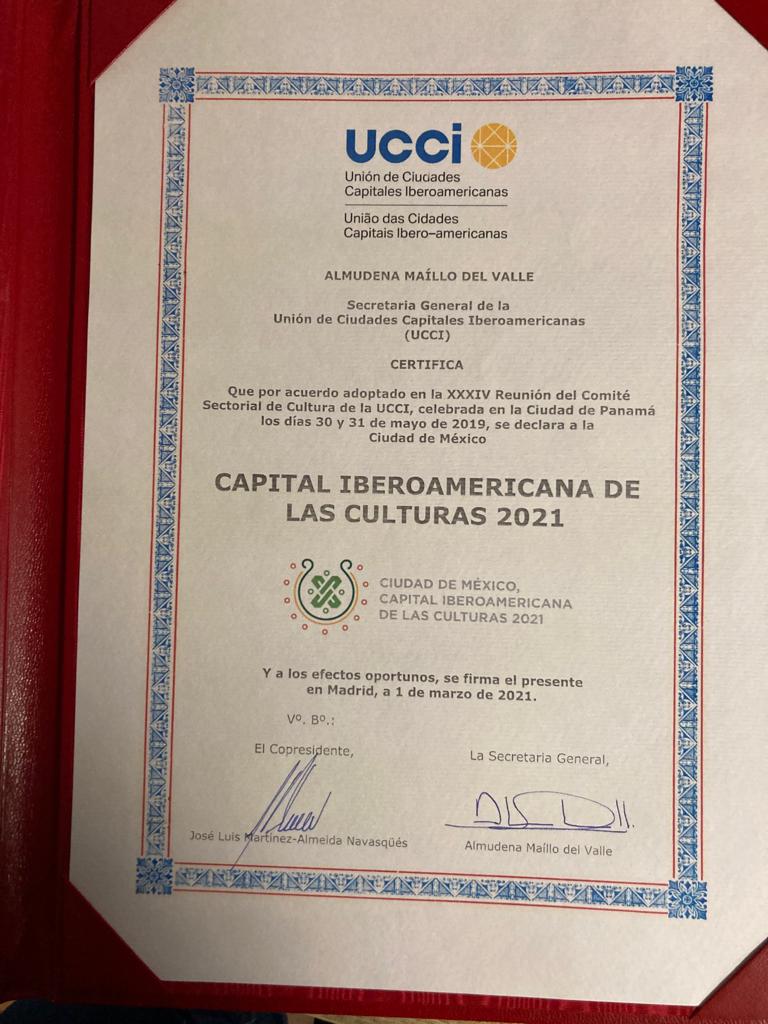 UCCi
Unión de Ciudades
Capitales Iberoamericanas
União das Cidades
Capitais Ibero-americanas
ALMUDENA MAÍLLO DEL VALLE
Secretaria General de la
Unión de Ciudades Capitales Iberoamericanas
(UCCI)
CERTIFICA
Que por acuerdo adoptado en la XXXIV Reunión del Comité
Sectorial de Cultura de la UCCI, celebrada en la Ciudad de Panamá
los días 30 y 31 de mayo de 2019, se declara a la
Ciudad de México
CAPITAL IBEROAMERICANA DE
LAS CULTURAS 2021
CIUDAD DE MÉXICO,
CAPITAL IBEROAMERICANA
DE LAS CULTURAS 2021
Y a los efectos oportunos, se firma el presente
en Madrid, a 1 de marzo de 2021.
Vº. Bº.:
El Copresidente,
La Secretaria General,
José Luis Martínez-Almeida Navasqüés
Almudena Maíllo del Valle